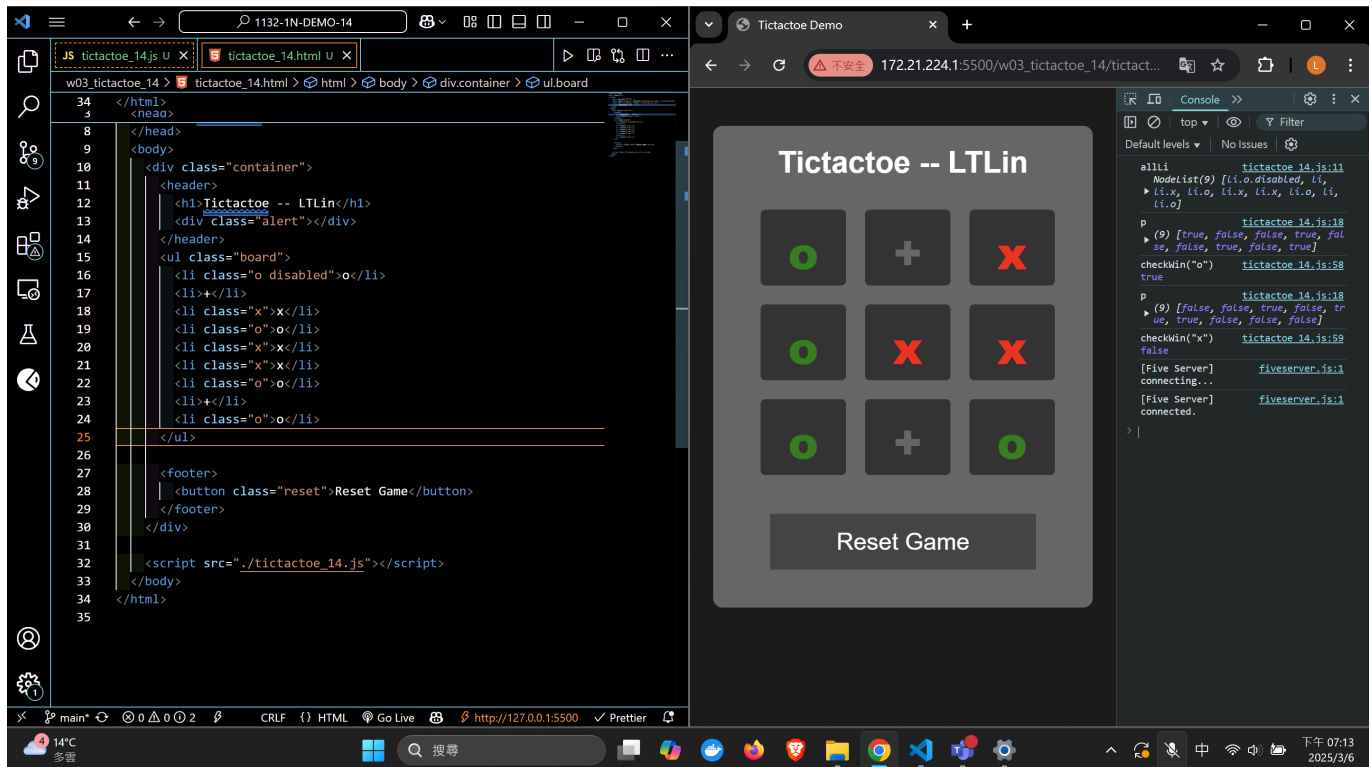 1132-1N-DEMO-14
JS tictactoe_14.js U
tictactoe_14.html U
w03_tictactoe_14 > tictactoe_14.html > html > body > div.container > ul.board
34 </html>
3 <head>
8 </head>
9 <body>
10 <div class="container">
11 <header>
12 <h1>Tictactoe -- LTLin</h1>
13 <div class="alert"></div>
14 </header>
15 <ul class="board">
16 <li class="o disabled">o</li>
17 <li>+</li>
18 <li class="x">x</li>
19 <li class="o">o</li>
20 <li class="x">x</li>
21 <li class="x">x</li>
22 <li class="o">o</li>
23 <li>+</li>
24 <li class="o">o</li>
25 </ul>
26
27 <footer>
28 <button class="reset">Reset Game</button>
29 </footer>
30 </div>
31
32 <script src="./tictactoe_14.js"></script>
33 </body>
34 </html>
35
9
1
main* 0 0 2 CRLF {} HTML Go Live http://127.0.0.1:5500 Prettier
Tictactoe Demo
不安全 172.21.224.1:5500/w03_tictactoe_14/tictact... L
Tictactoe -- LTLin
o + x
o x x
o + o
Reset Game
Console
top Filter
Default levels No Issues
allLi tictactoe_14.js:11
NodeList(9) [li.o.disabled, li,
li.x, li.o, li.x, li.x, li.o, li,
li.o]
p tictactoe_14.js:18
(9) [true, false, false, true, fal
se, false, true, false, true]
checkWin("o") tictactoe_14.js:58
true
p tictactoe_14.js:18
(9) [false, false, true, false, tr
ue, true, false, false, false]
checkWin("x") tictactoe_14.js:59
false
[Five Server] fiveserver.js:1
connecting...
[Five Server] fiveserver.js:1
connected.
4
14°C
多雲
搜尋
中
下午 07:13
2025/3/6